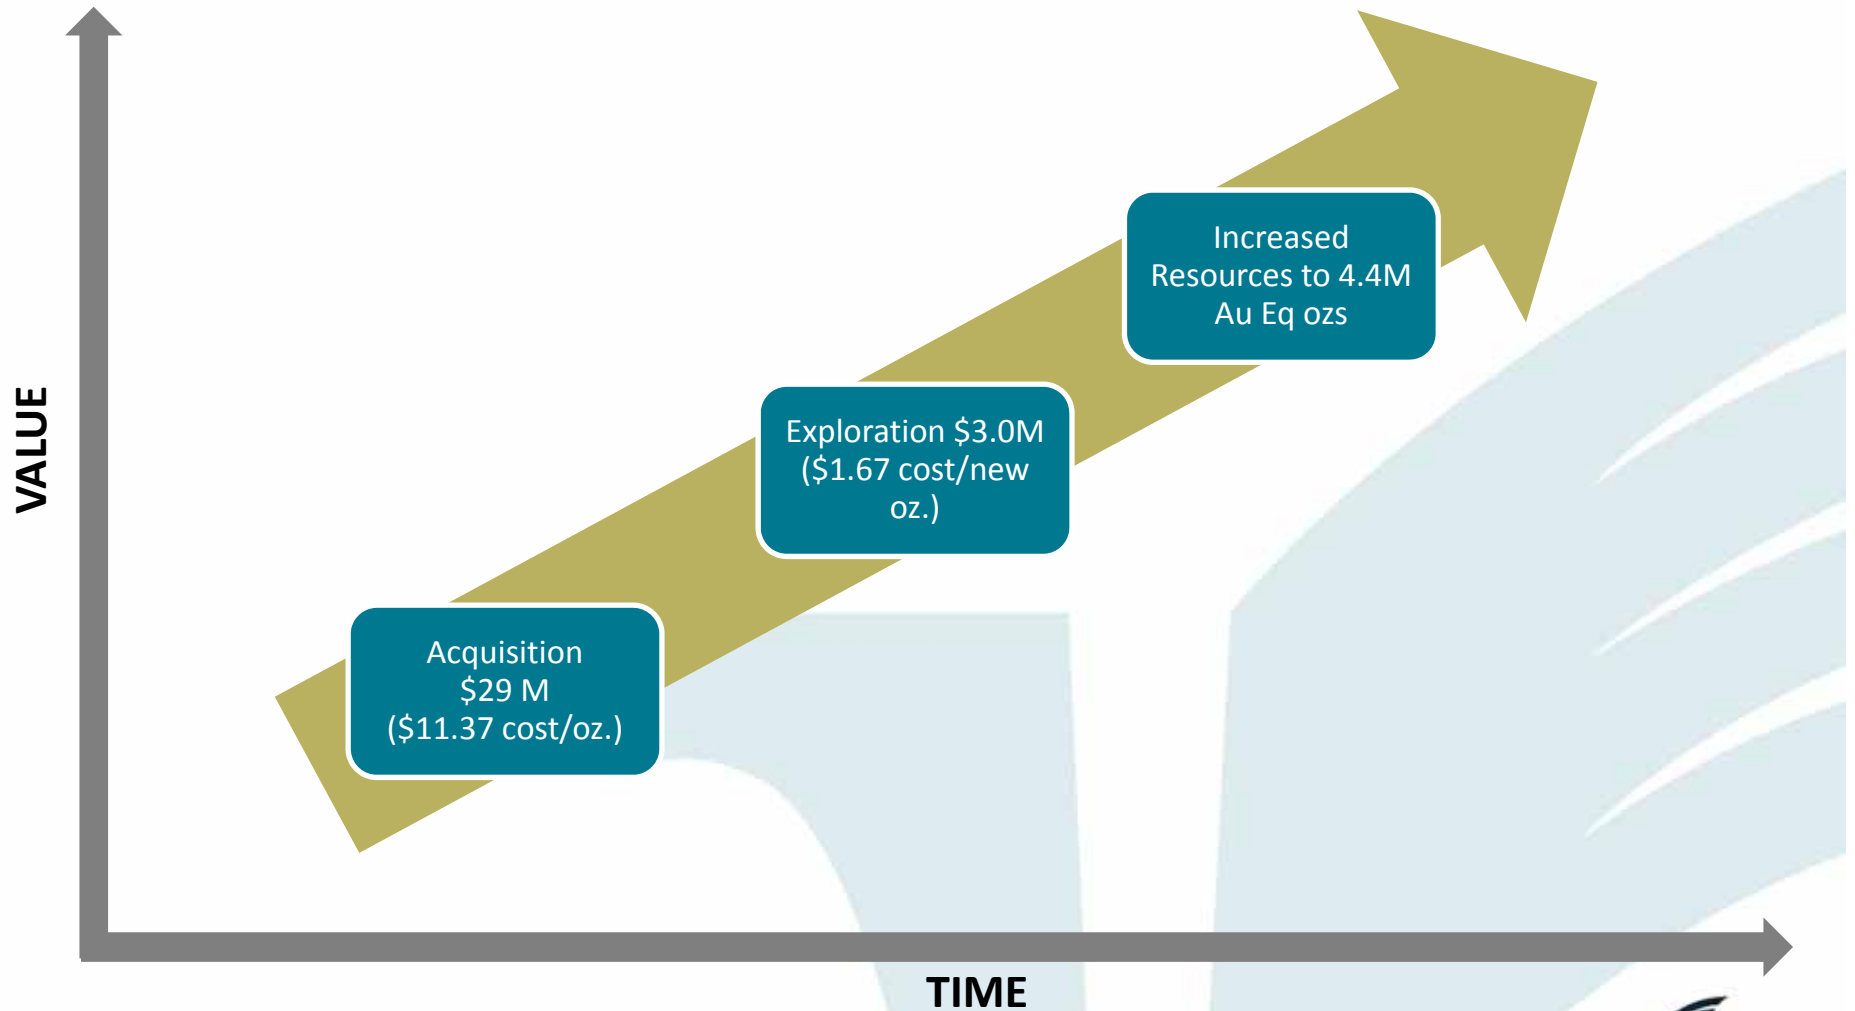 VALUE
Increased
Resources to 4.4M
Au Eq ozs
Exploration $3.0M
($1.67 cost/new
oz.)
Acquisition
$29 M
($11.37 cost/oz.)
TIME